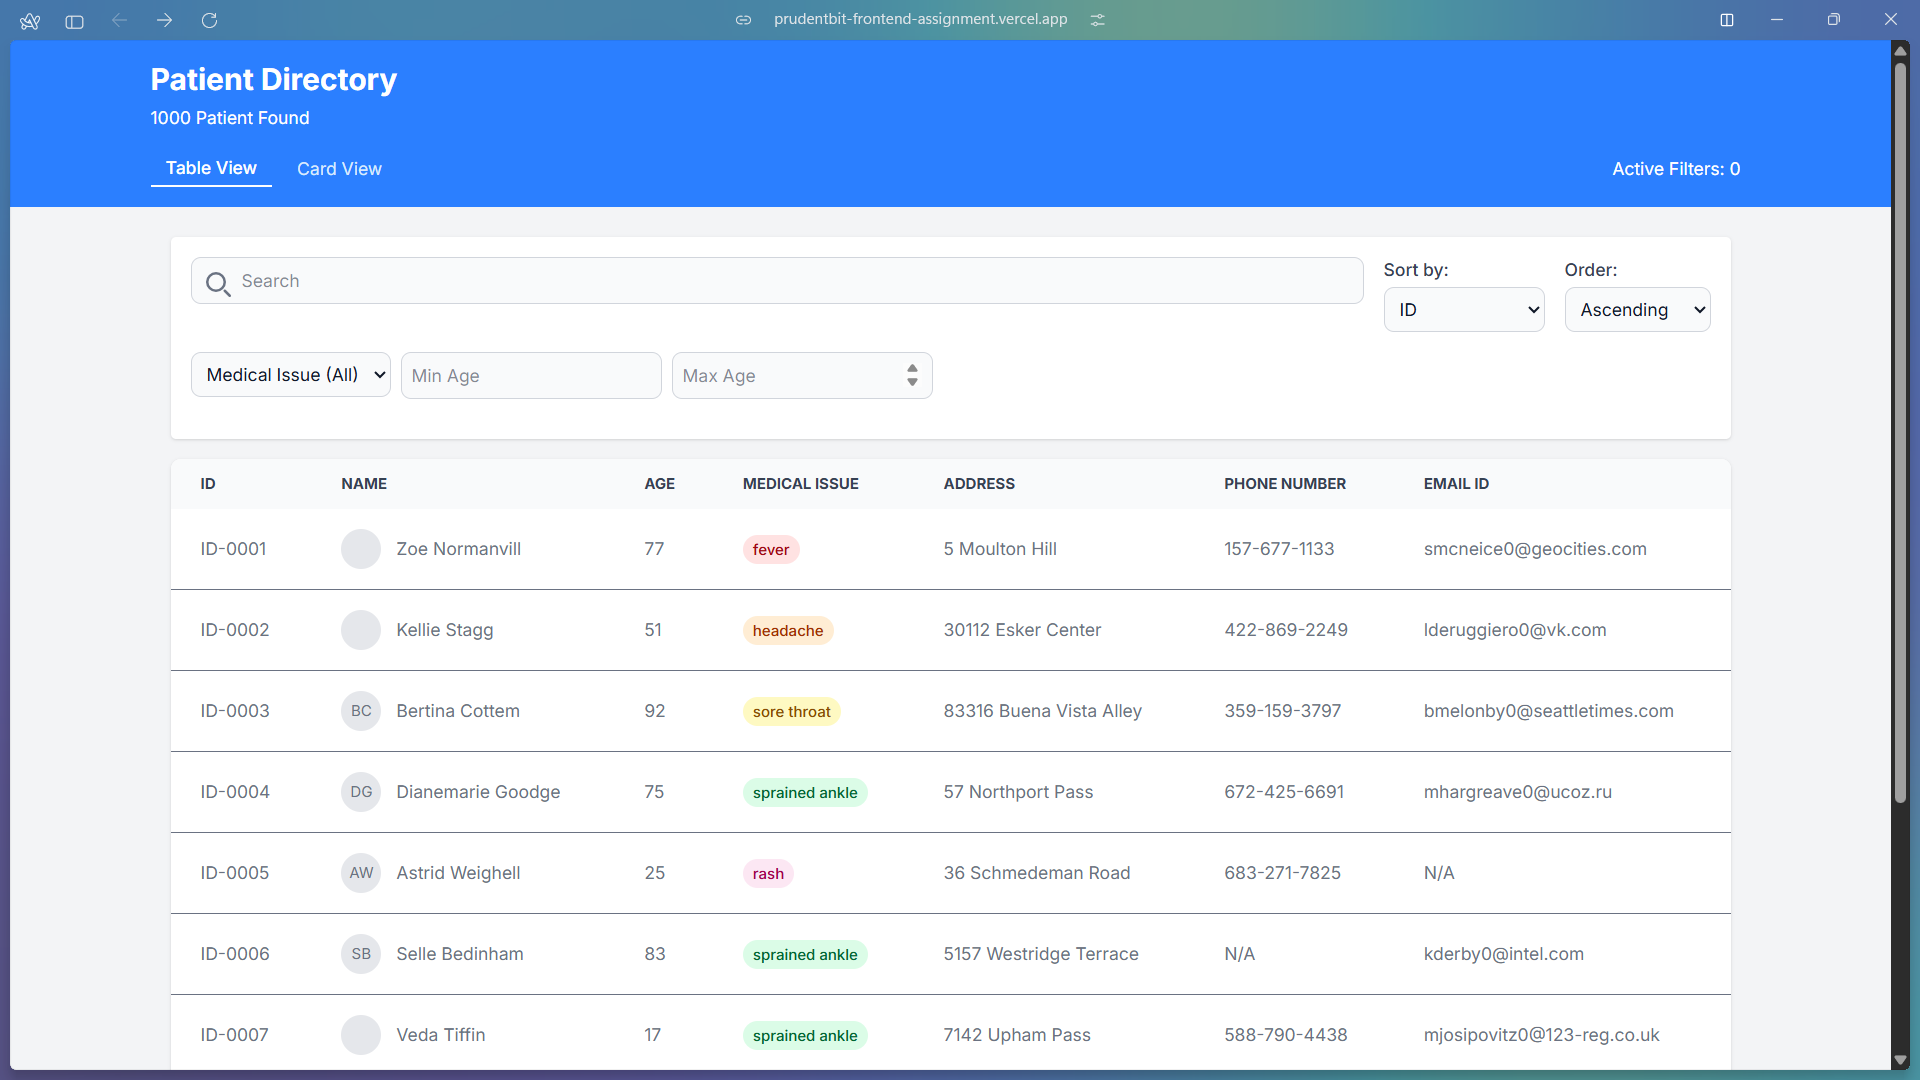 prudentbit-frontend-assignment.vercel.app
Patient Directory
1000 Patient Found
Table View Card View Active Filters: 0
Search
Sort by: Order:
ID Ascending
Medical Issue (All) Min Age Max Age
ID NAME AGE MEDICAL ISSUE ADDRESS PHONE NUMBER EMAIL ID
ID-0001 Zoe Normanvill 77 fever 5 Moulton Hill 157-677-1133 smcneice0@geocities.com
ID-0002 Kellie Stagg 51 headache 30112 Esker Center 422-869-2249 lderuggiero0@vk.com
ID-0003 BC Bertina Cottem 92 sore throat 83316 Buena Vista Alley 359-159-3797 bmelonby0@seattletimes.com
ID-0004 DG Dianemarie Goodge 75 sprained ankle 57 Northport Pass 672-425-6691 mhargreave0@ucoz.ru
ID-0005 AW Astrid Weighell 25 rash 36 Schmedeman Road 683-271-7825 N/A
ID-0006 SB Selle Bedinham 83 sprained ankle 5157 Westridge Terrace N/A kderby0@intel.com
ID-0007 Veda Tiffin 17 sprained ankle 7142 Upham Pass 588-790-4438 mjosipovitz0@123-reg.co.uk